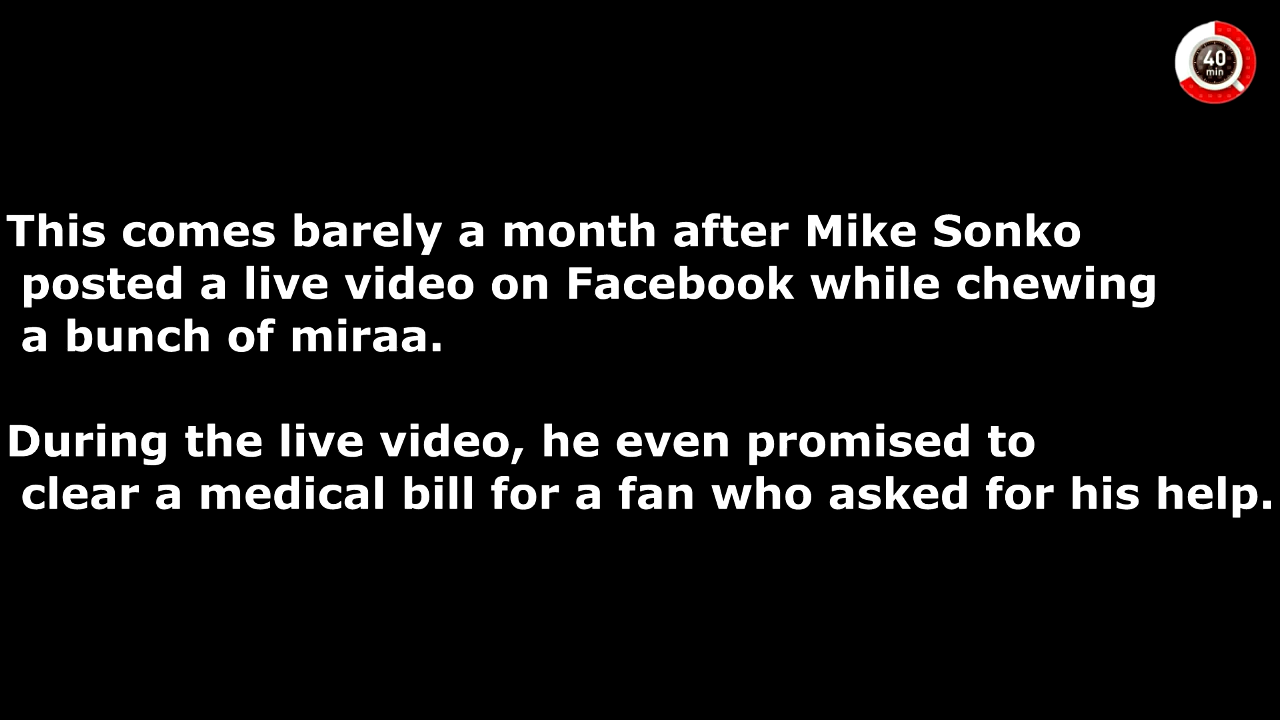 40
min
This comes barely a month after Mike Sonko
posted a live video on Facebook while chewing
a bunch of miraa.
During the live video, he even promised to
clear a medical bill for a fan who asked for his help.